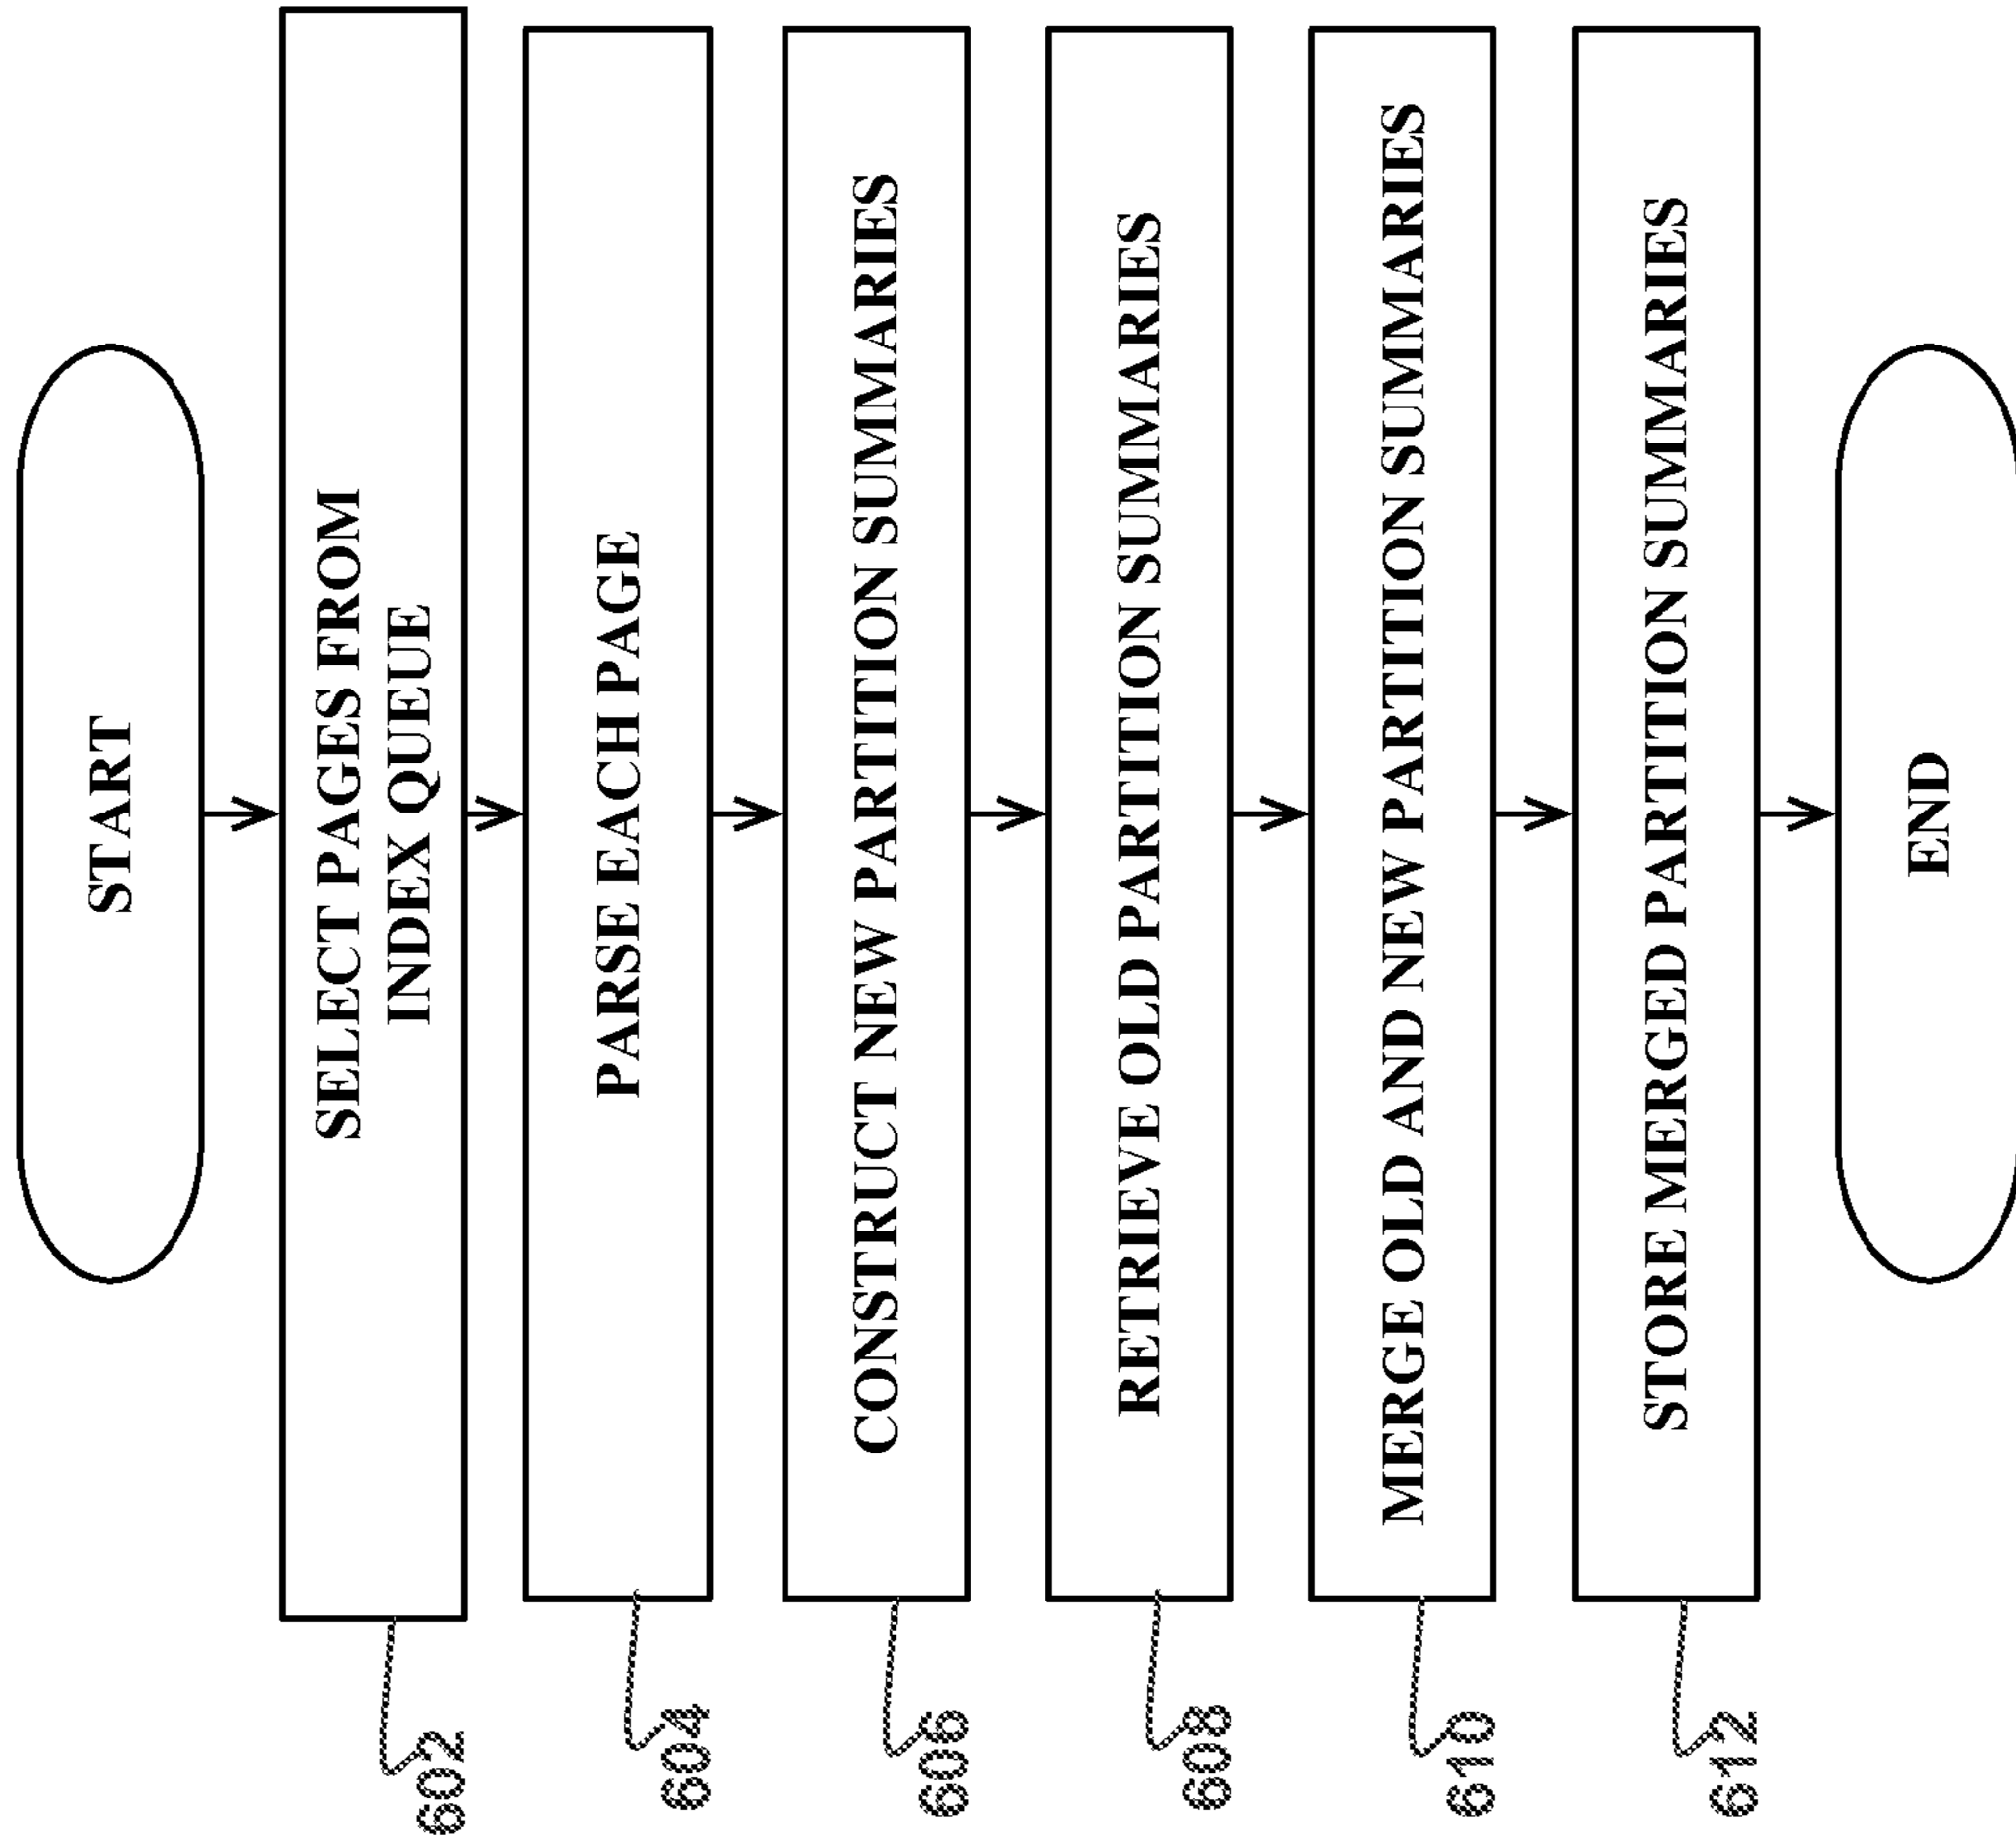 START
SELECT PAGES FROM
INDEX QUEUE
602
PARSE EACH PAGE
604
CONSTRUCT NEW PARTITION SUMMARIES
606
RETRIEVE OLD PARTITION SUMMARIES
608
MERGE OLD AND NEW PARTITION SUMMARIES
610
STORE MERGED PARTITION SUMMARIES
612
END